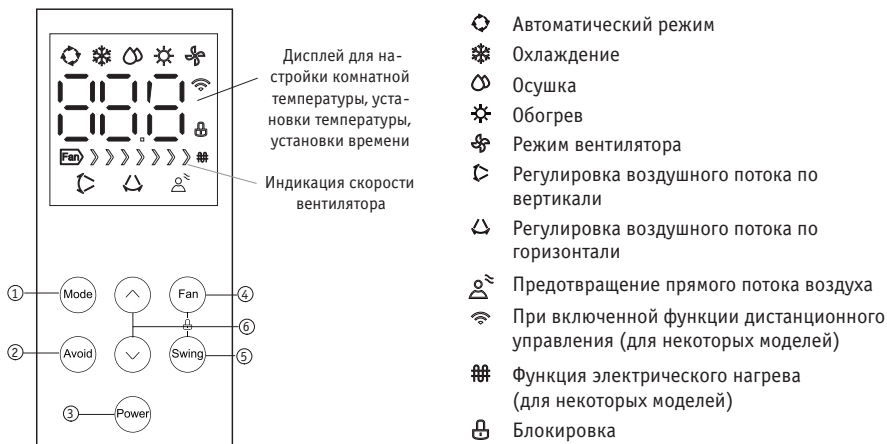 Дисплей для на-
стройки комнатной
температуры, уста-
новки температуры,
установки времени
88.8
Fan
Индикация скорости
вентилятора
① Mode
Fan ④
⑥
② Avoid
Swing ⑤
③ Power
Автоматический режим
Охлаждение
Осушка
Обогрев
Режим вентилятора
Регулировка воздушного потока по
вертикали
Регулировка воздушного потока по
горизонтали
Предотвращение прямого потока воздуха
При включенной функции дистанционного
управления (для некоторых моделей)
Функция электрического нагрева
(для некоторых моделей)
Блокировка